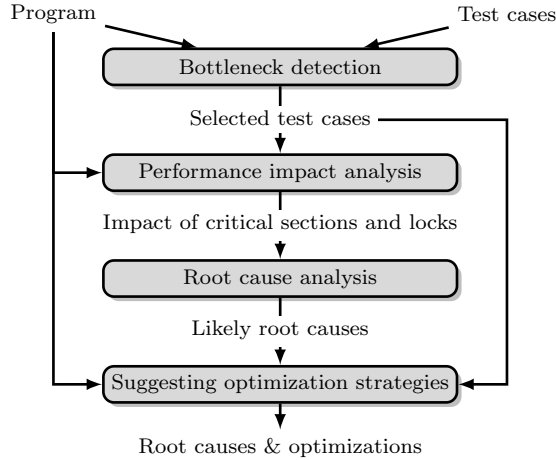 Program
Test cases
Bottleneck detection
Selected test cases
Performance impact analysis
Impact of critical sections and locks
Root cause analysis
Likely root causes
Suggesting optimization strategies
Root causes & optimizations